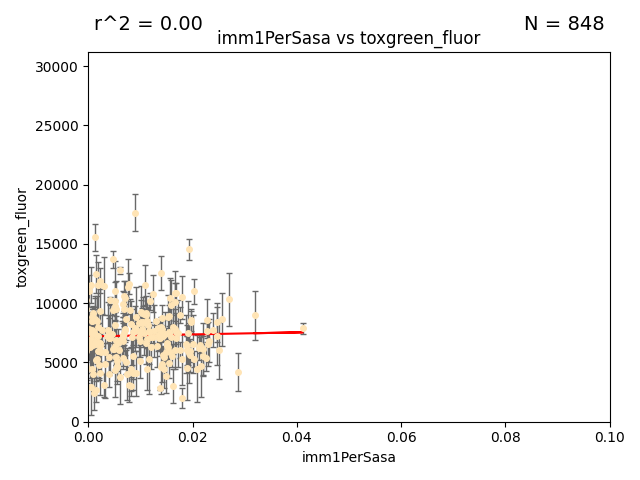 r^2 = 0.00
N = 848
imm1PerSasa vs toxgreen_fluor
30000
25000
20000
15000
10000
5000
0
toxgreen_fluor
0.00
0.02
0.04
0.06
0.08
0.10
imm1PerSasa